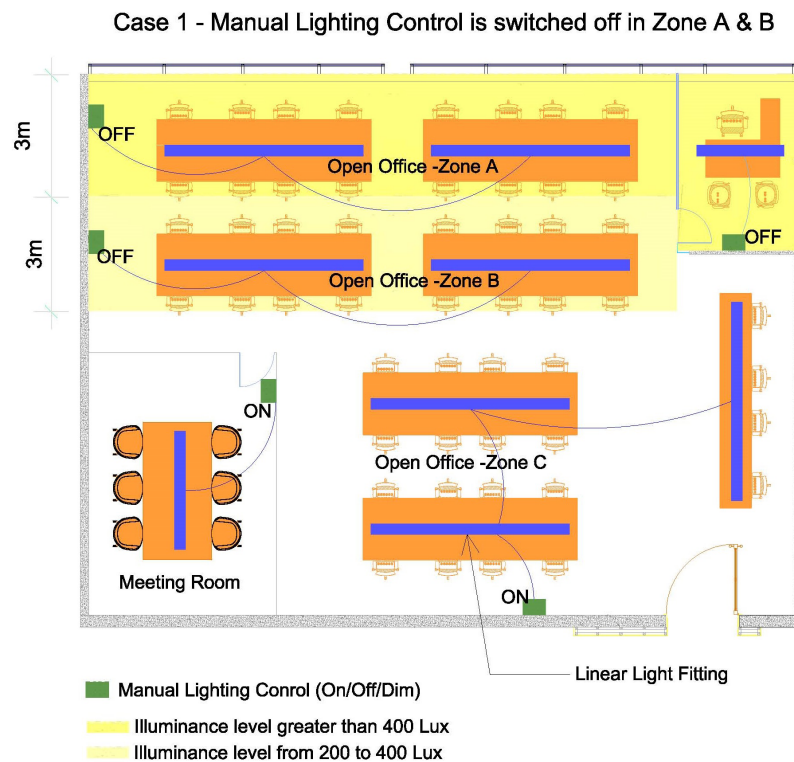 Case 1 - Manual Lighting Control is switched off in Zone A & B
3m
OFF
Open Office -Zone A
3m
OFF
OFF
Open Office -Zone B
ON
Open Office -Zone C
Meeting Room
ON
Linear Light Fitting
Manual Lighting Conrol (On/Off/Dim)
Illuminance level greater than 400 Lux
Illuminance level from 200 to 400 Lux